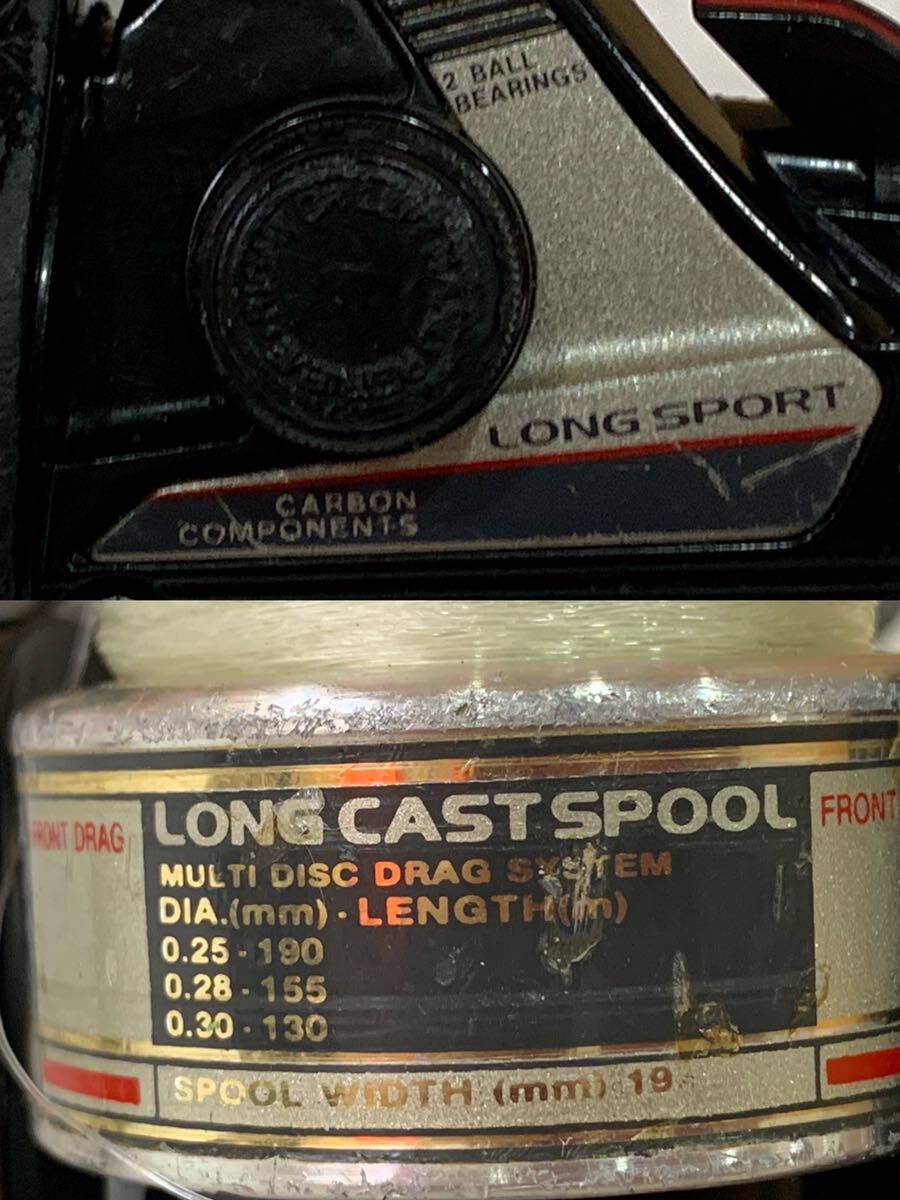 2 BALL
BEARINGS
LONG SPORT
CARBON
COMPONENTS
FRONT DRAG
LONG CAST SPOOL
FRONT
MULTI DISC DRAG SYSTEM
DIA.(mm) - LENGTH(m)
0.25 - 190
0.28 - 155
0.30 - 130
SPOOL WIDTH (mm) 19